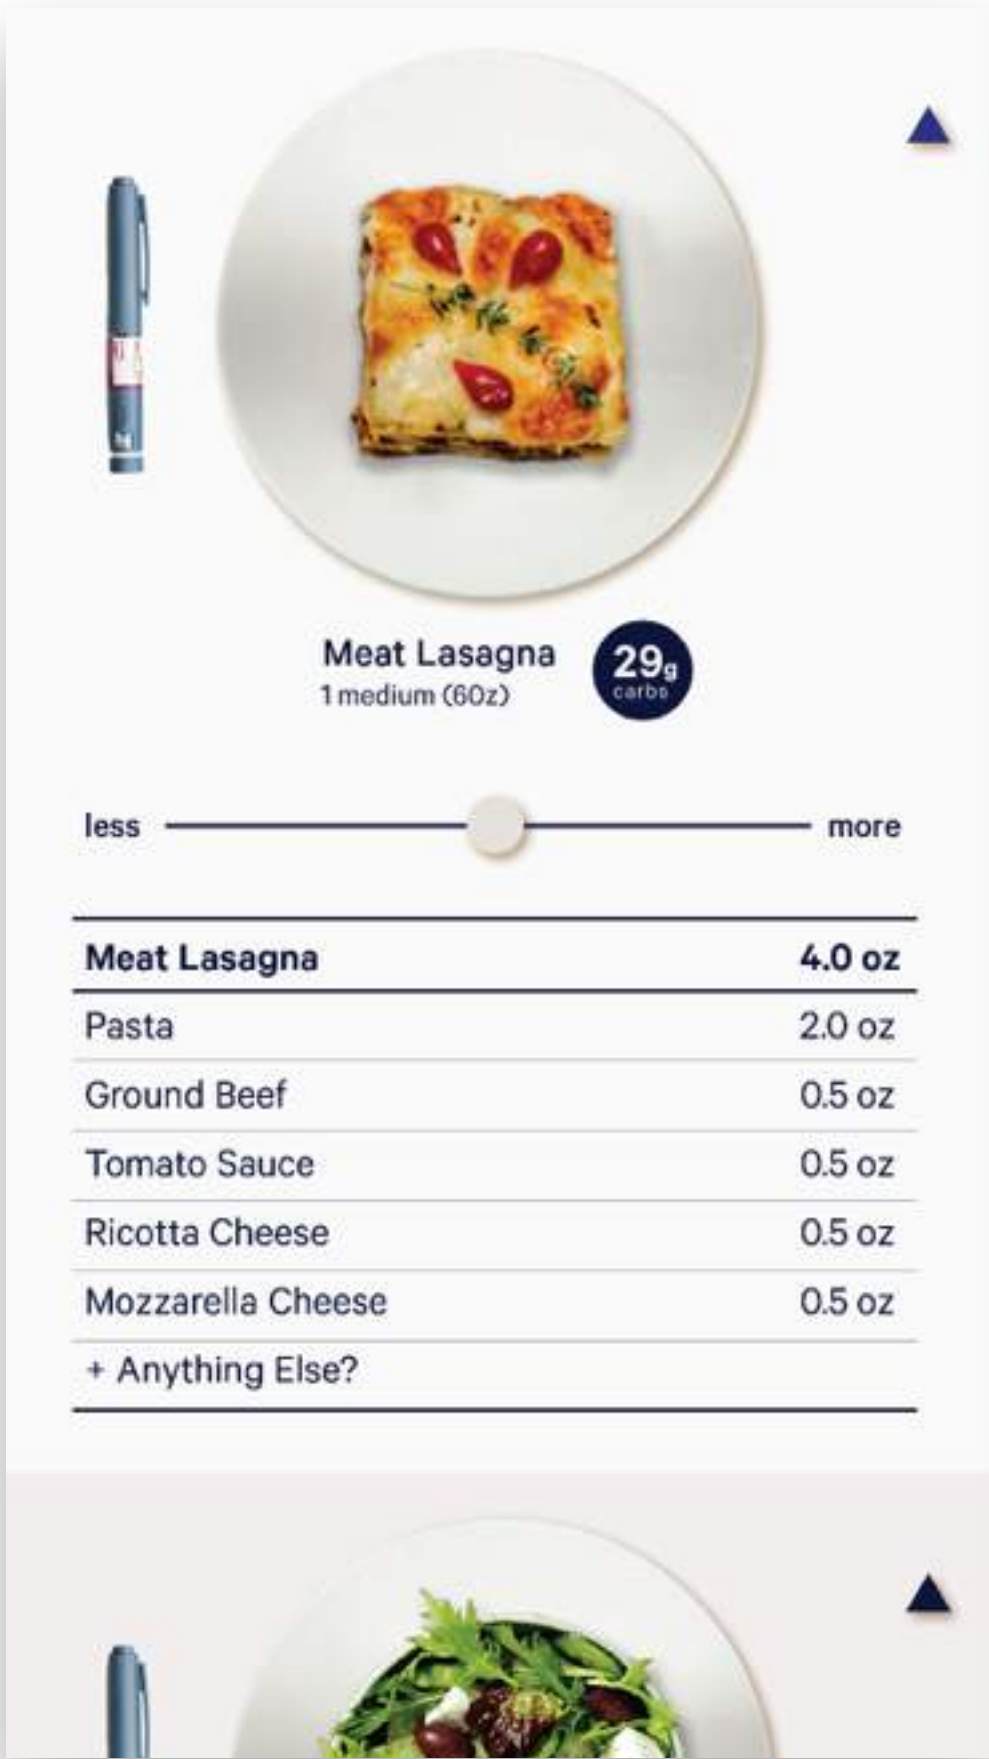 Meat Lasagna
1 medium (6Oz)
29g
carbs
less
more
Meat Lasagna 4.0 oz
Pasta 2.0 oz
Ground Beef 0.5 oz
Tomato Sauce 0.5 oz
Ricotta Cheese 0.5 oz
Mozzarella Cheese 0.5 oz
+ Anything Else?